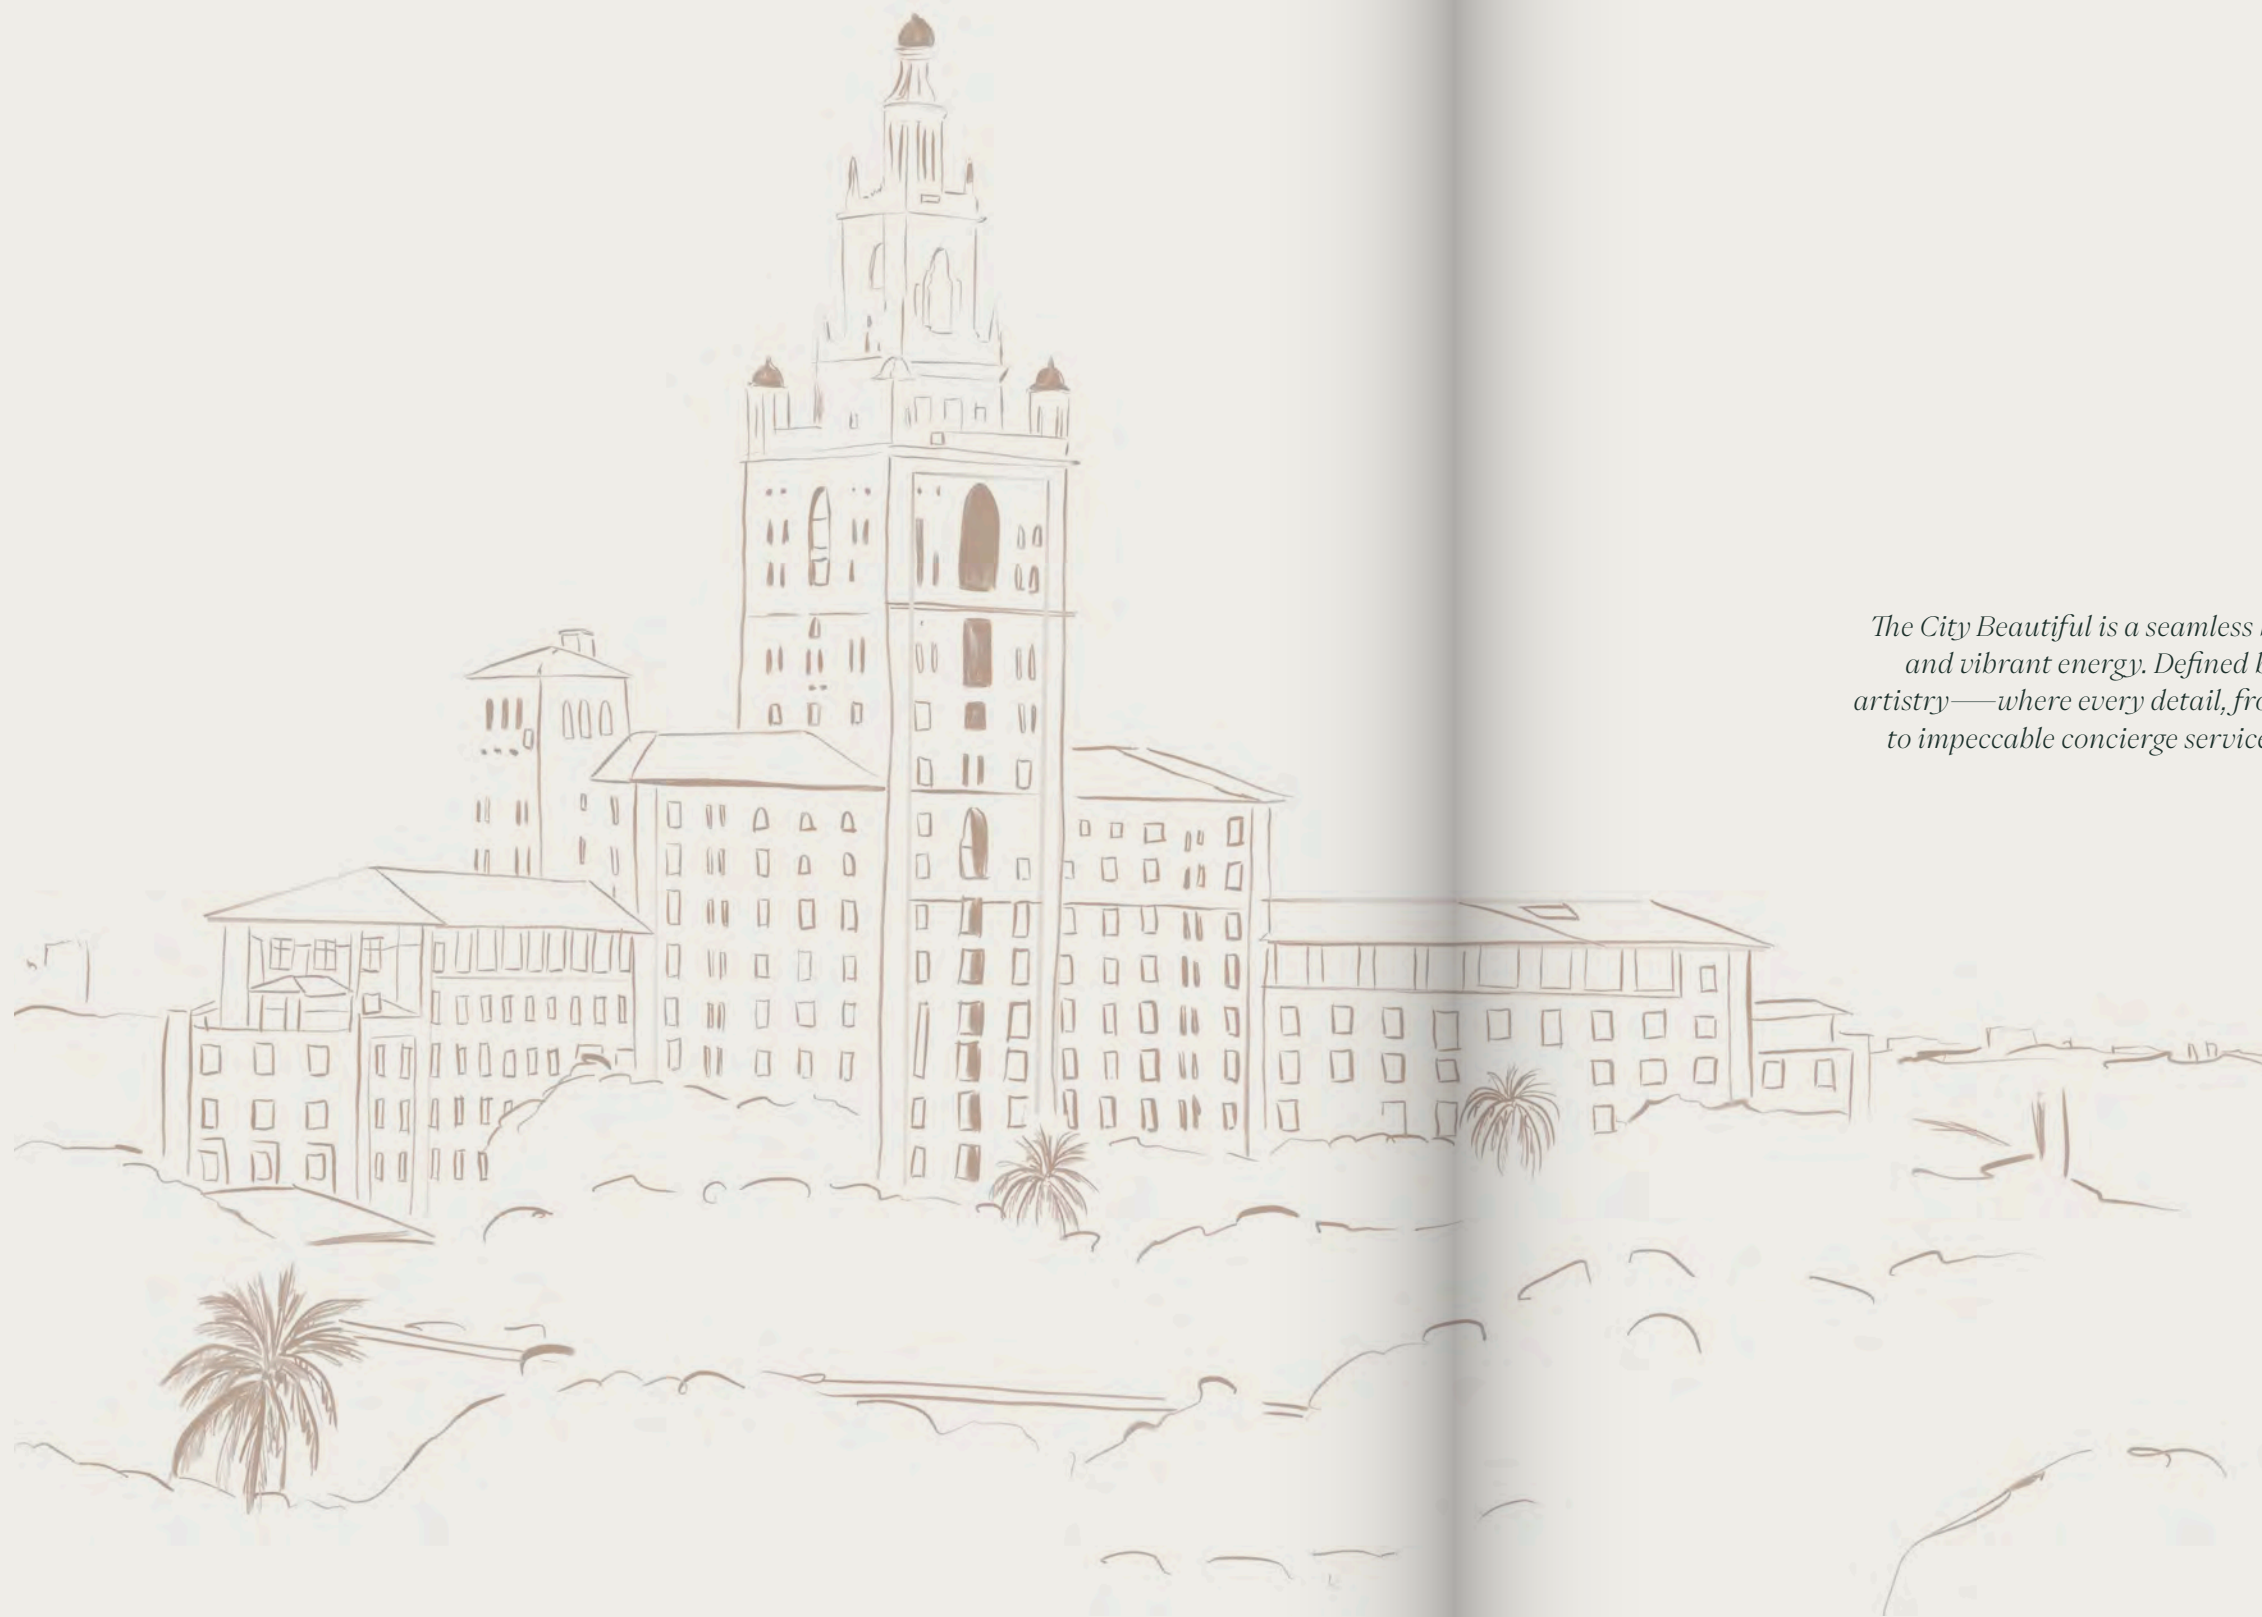 The City Beautiful is a seamless
and vibrant energy. Defined
artistry—where every detail,
to impeccable concierge